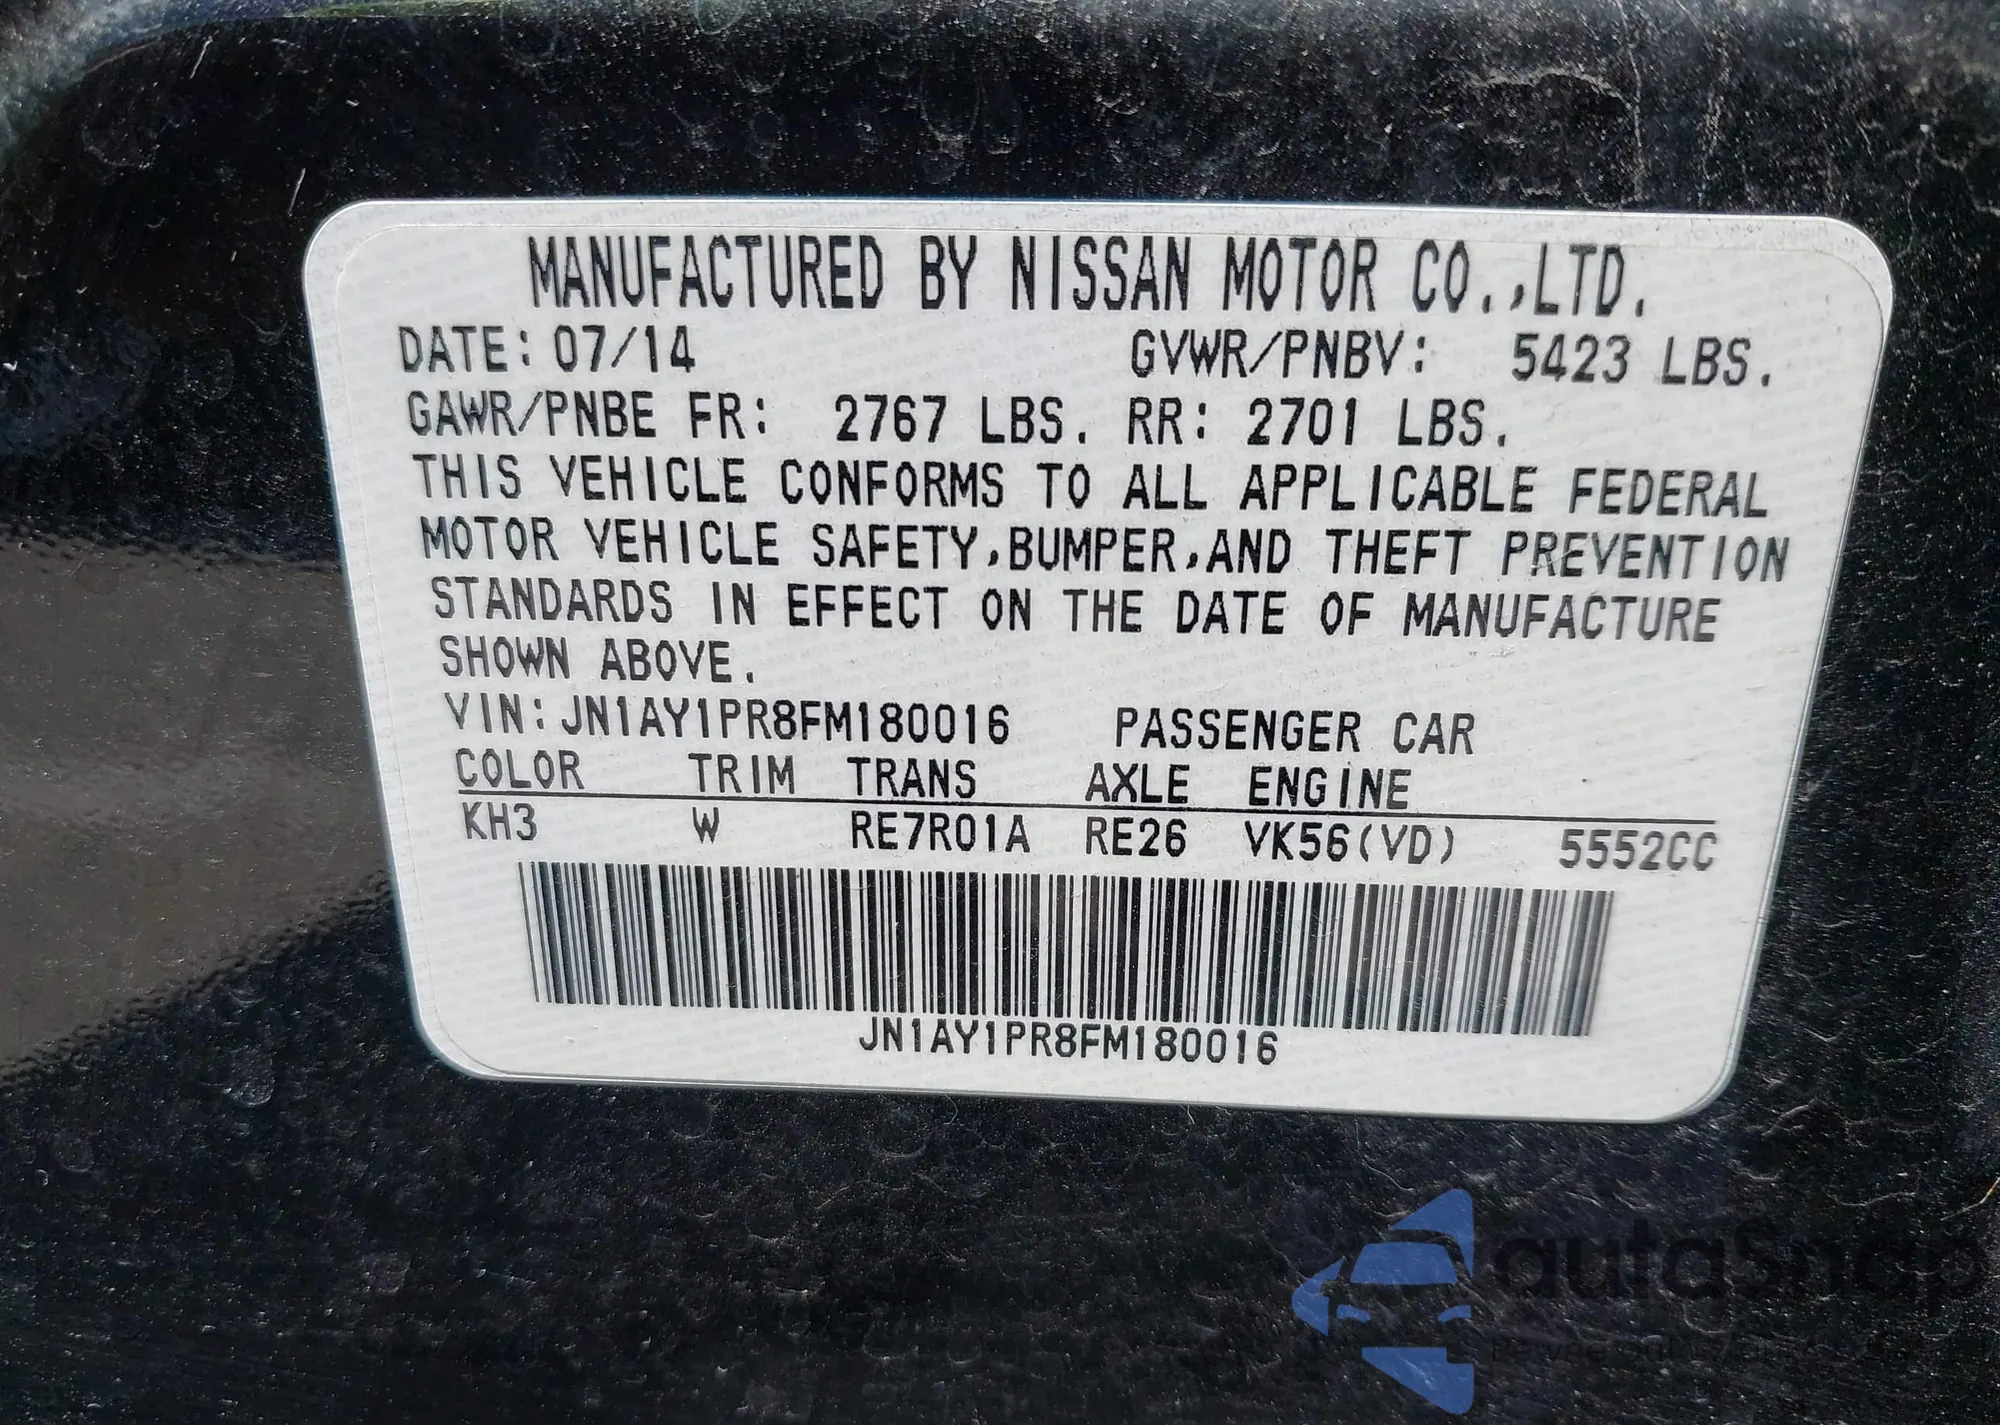 MANUFACTURED BY NISSAN MOTOR CO.,LTD.
DATE: 07/14 GVWR/PNBV: 5423 LBS.
GAWR/PNBE FR: 2767 LBS. RR: 2701 LBS.
THIS VEHICLE CONFORMS TO ALL APPLICABLE FEDERAL
MOTOR VEHICLE SAFETY,BUMPER,AND THEFT PREVENTION
STANDARDS IN EFFECT ON THE DATE OF MANUFACTURE
SHOWN ABOVE.
VIN: JN1AY1PR8FM180016 PASSENGER CAR
COLOR TRIM TRANS AXLE ENGINE
KH3 W RE7R01A RE26 VK56(VD) 5552CC
JN1AY1PR8FM180016
autaSnap